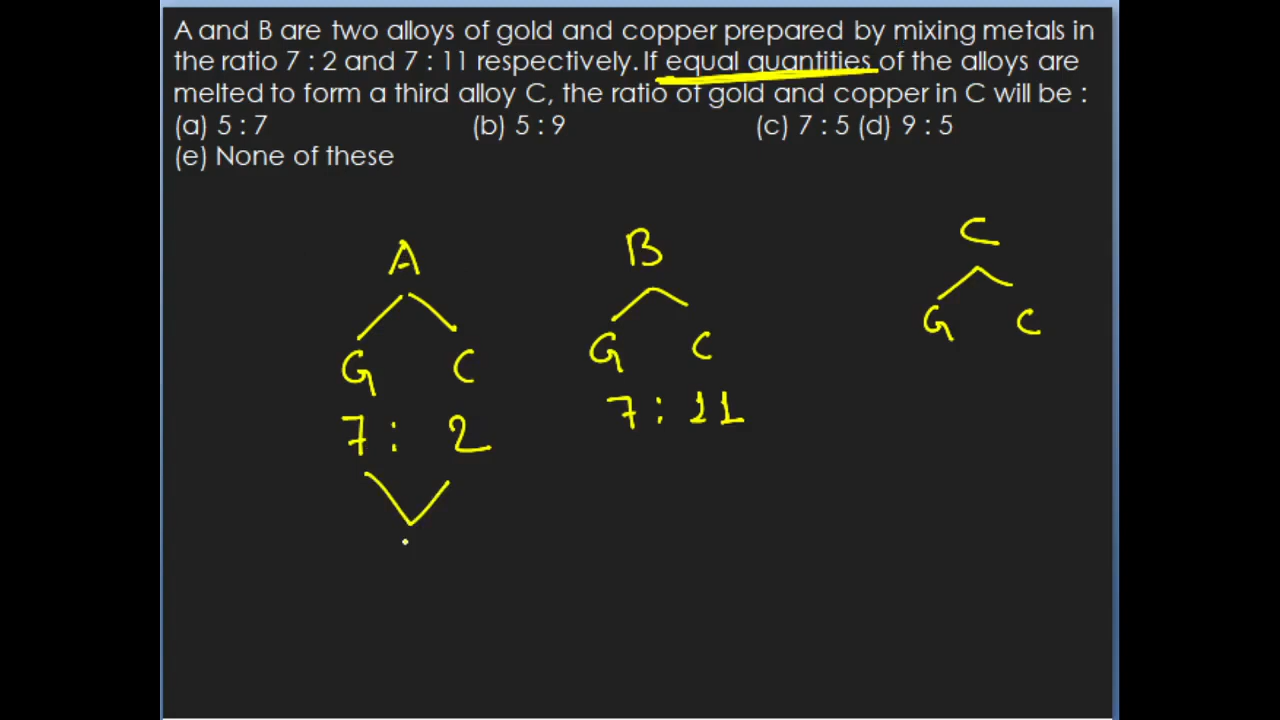 A and B are two alloys of gold and copper prepared by mixing metals in
the ratio 7 : 2 and 7 : 11 respectively. If equal quantities of the alloys are
melted to form a third alloy C, the ratio of gold and copper in C will be :
(a) 5 : 7 (b) 5 : 9 (c) 7 : 5 (d) 9 : 5
(e) None of these
A B C
G C G C G C
7 : 2 7 : 11